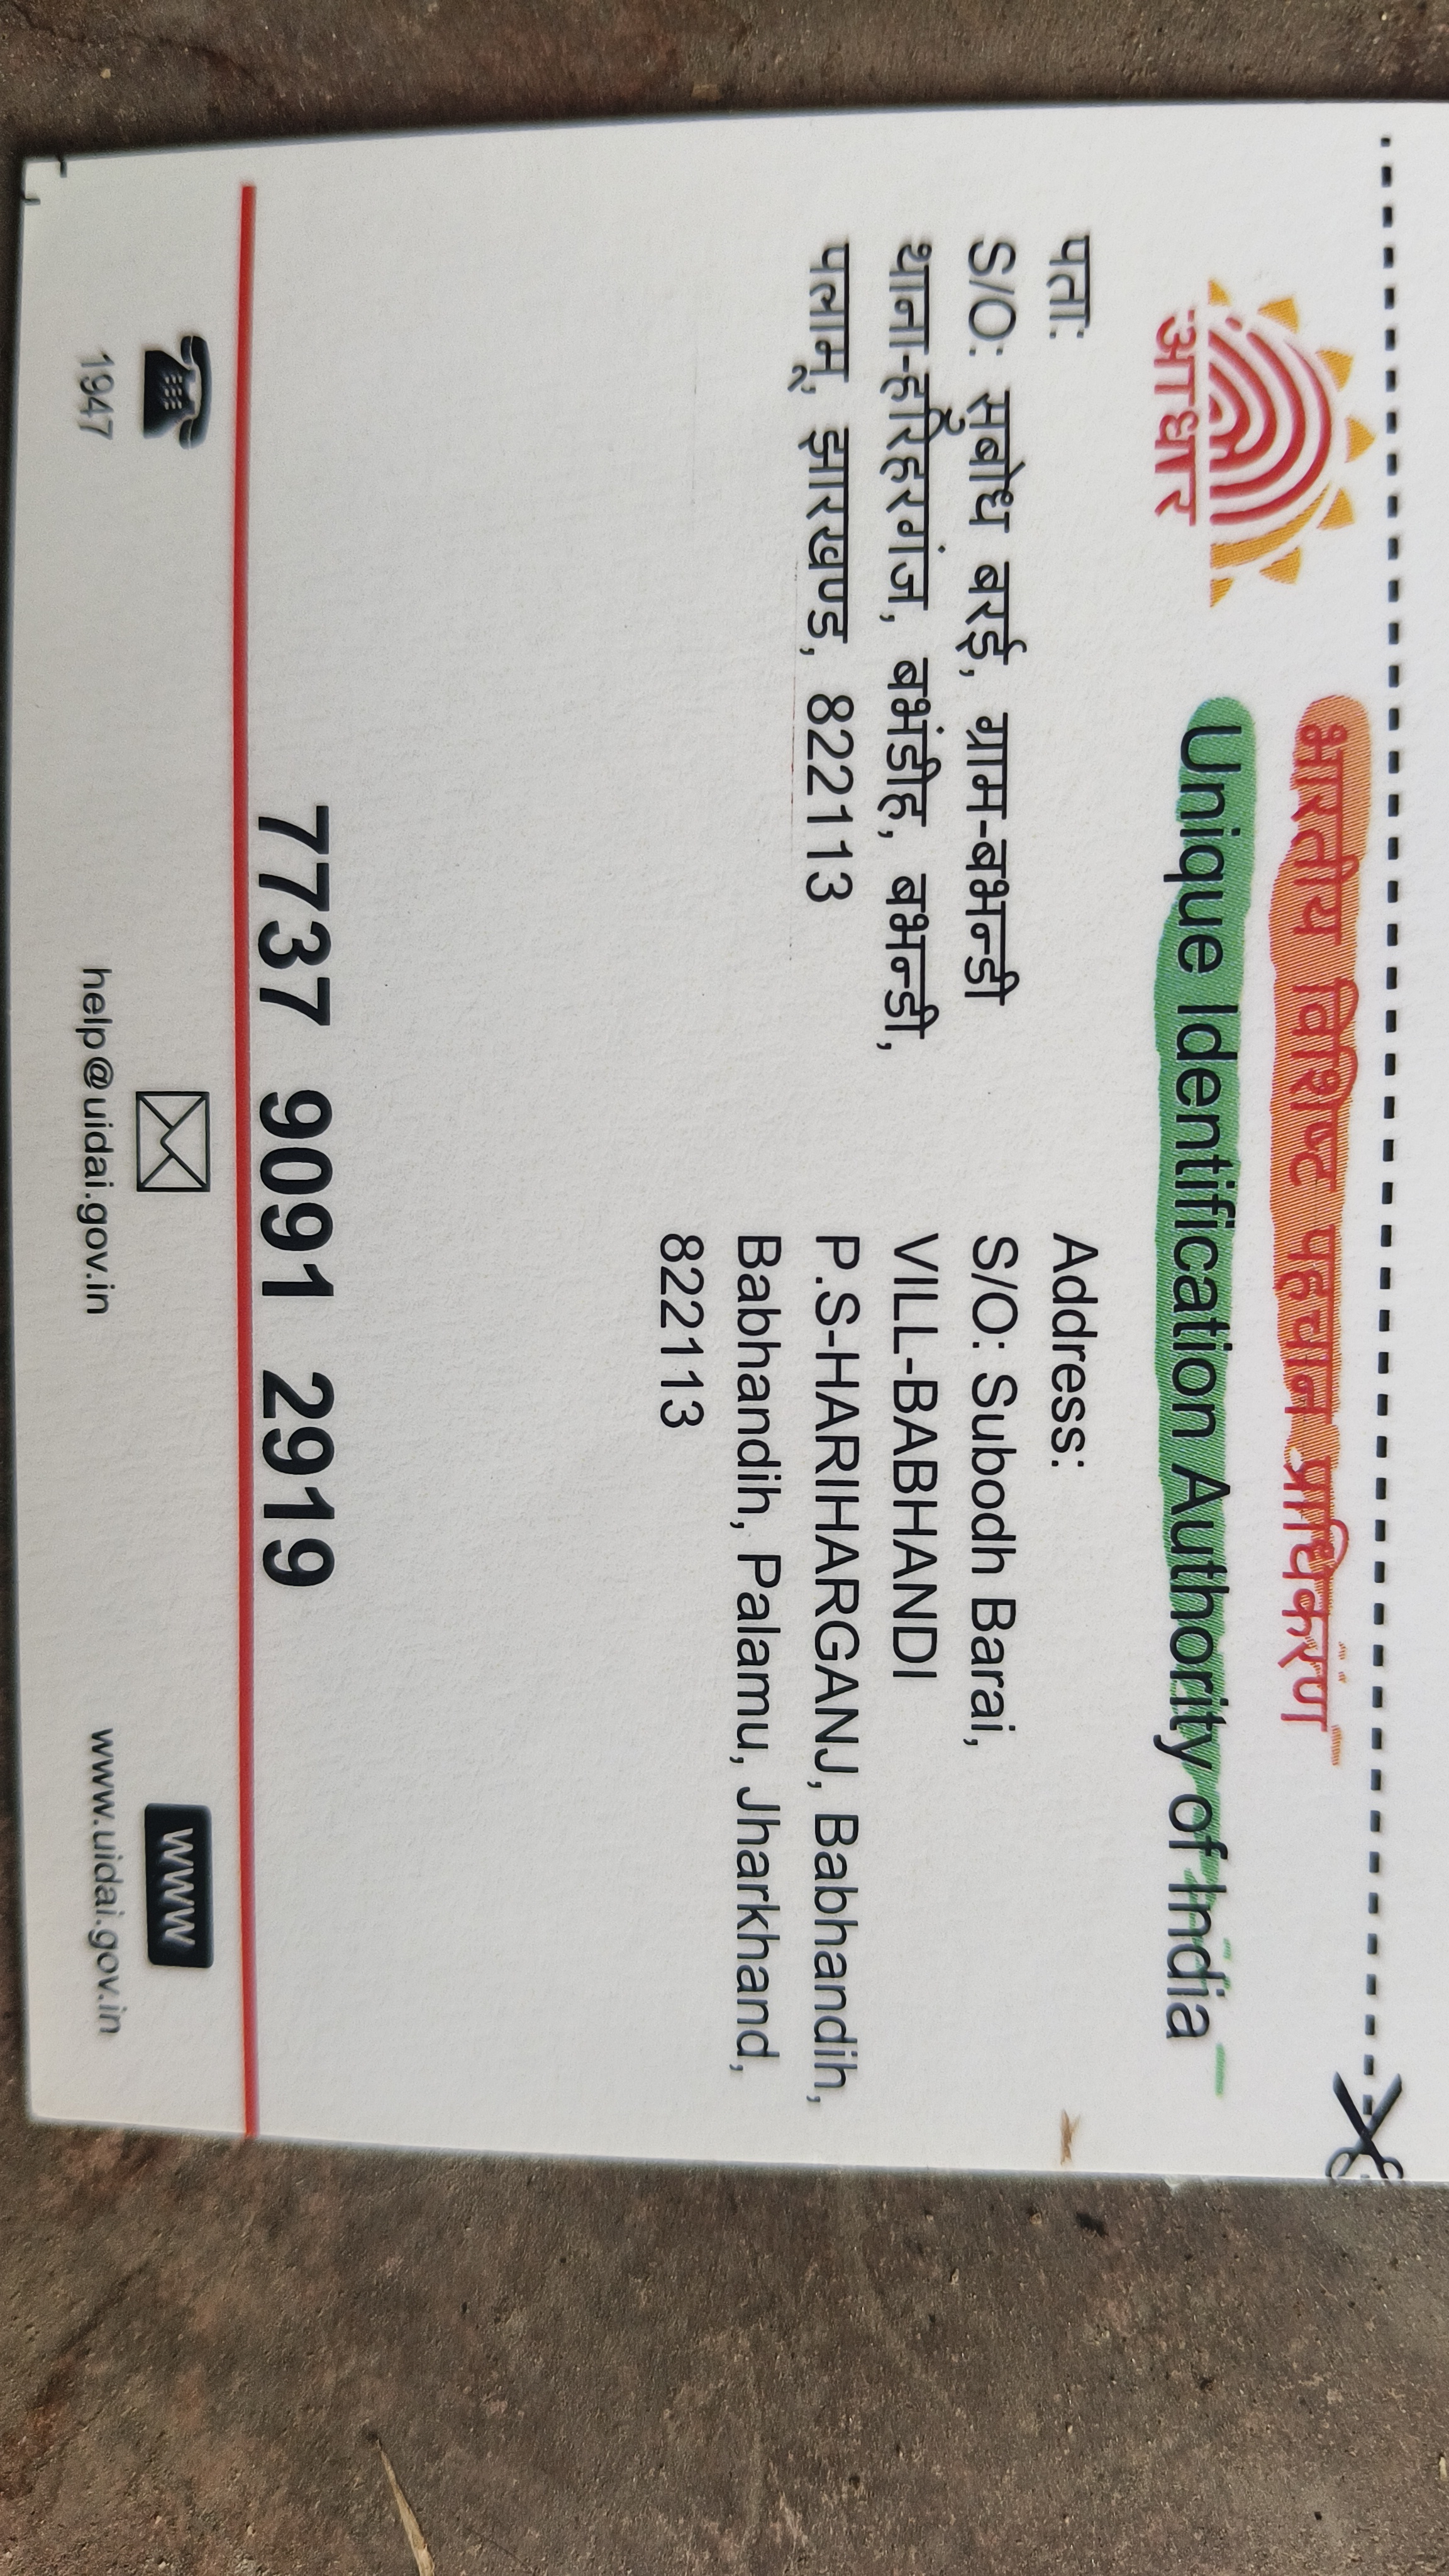 भारतीय विशिष्ट पहचान प्राधिकरण
आधार
Unique Identification Authority of India
पता:
S/O: सुबोध बरई, ग्राम-बभन्डी
थाना-हरिहरगंज, बभंडीह, बभन्डी,
पलामू, झारखण्ड, 822113
Address:
S/O: Subodh Barai,
VILL-BABHANDI
P.S-HARIHARGANJ, Babhandih,
Babhandih, Palamu, Jharkhand,
822113
7737 9091 2919
1947
help@uidai.gov.in
WWW
www.uidai.gov.in